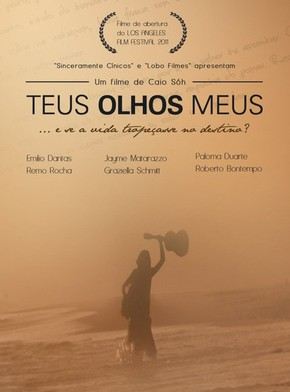 Filme de abertura
do LOS ANGELES
FILM FESTIVAL 2011
"Sinceramente Cínicos" e "Lobo Filmes" apresentam
Um filme de Caio Sóh
TEUS OLHOS MEUS
... e se a vida tropeçasse no destino?
Emilio Dantas Jayme Matarazzo Paloma Duarte
Remo Rocha Graziella Schmitt Roberto Bontempo